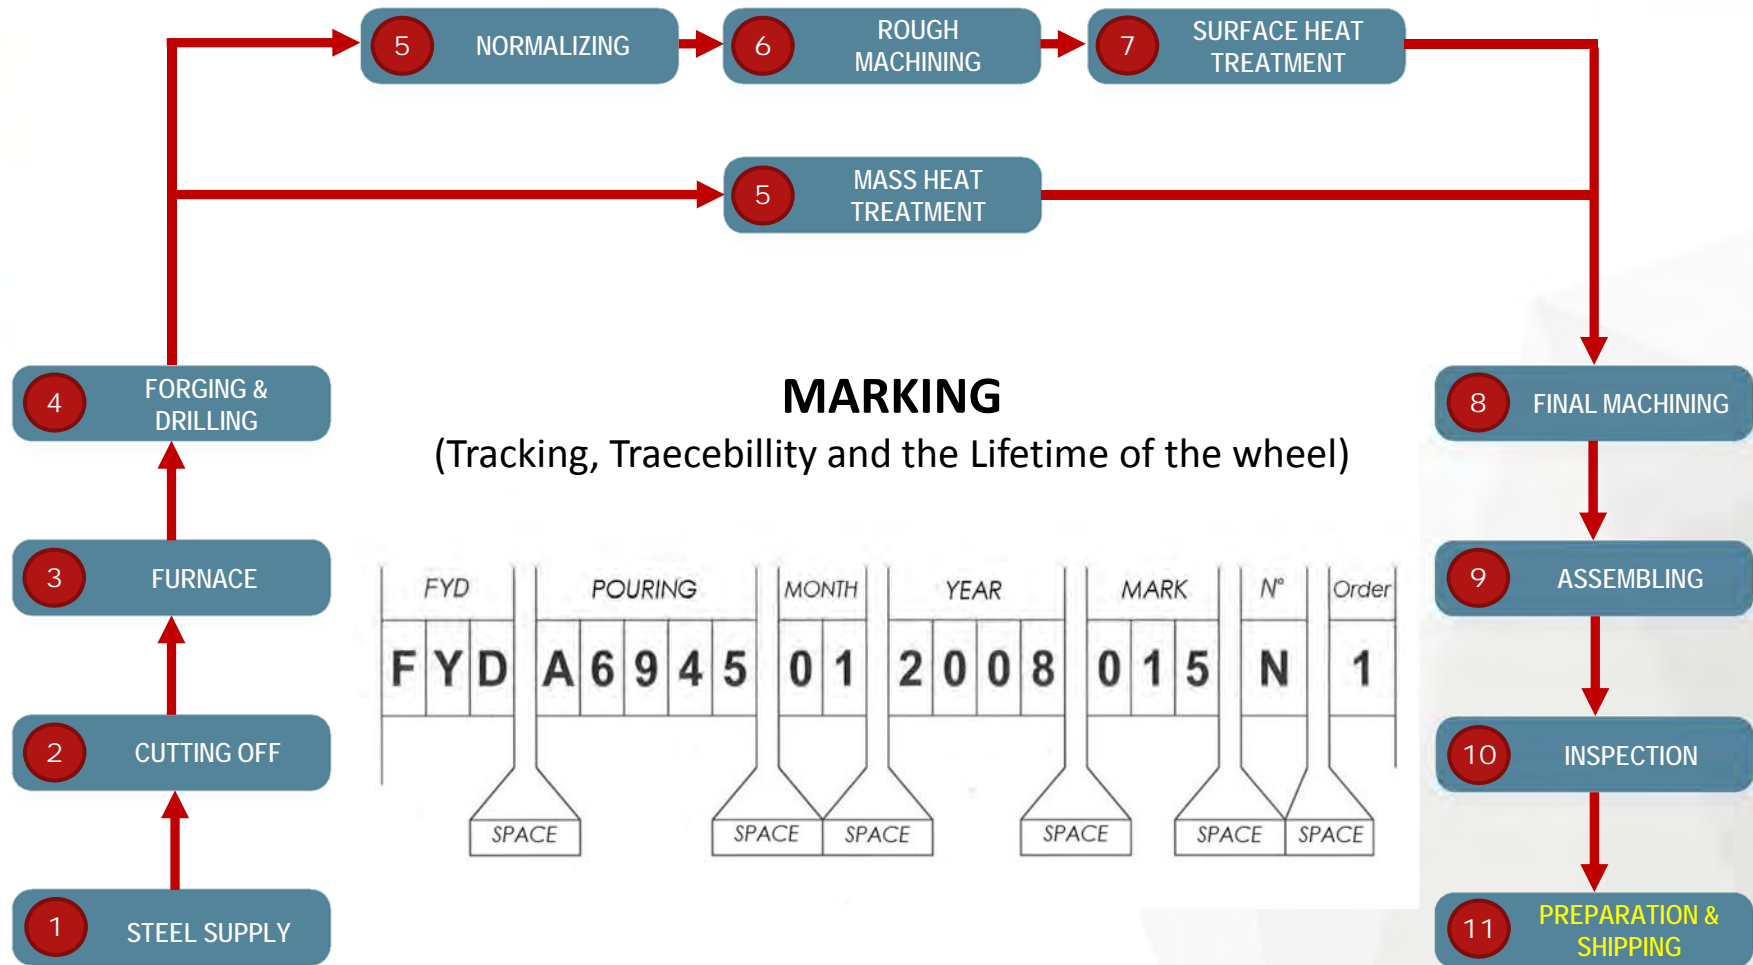 5 NORMALIZING
6 ROUGH
MACHINING
7 SURFACE HEAT
TREATMENT
5 MASS HEAT
TREATMENT
4 FORGING &
DRILLING
3 FURNACE
2 CUTTING OFF
1 STEEL SUPPLY
MARKING
(Tracking, Traecebillity and the Lifetime of the wheel)
FYD POURING MONTH YEAR MARK N° Order
F Y D A 6 9 4 5 0 1 2 0 0 8 0 1 5 N 1
SPACE SPACE SPACE SPACE SPACE SPACE
8 FINAL MACHINING
9 ASSEMBLING
10 INSPECTION
11 PREPARATION &
SHIPPING